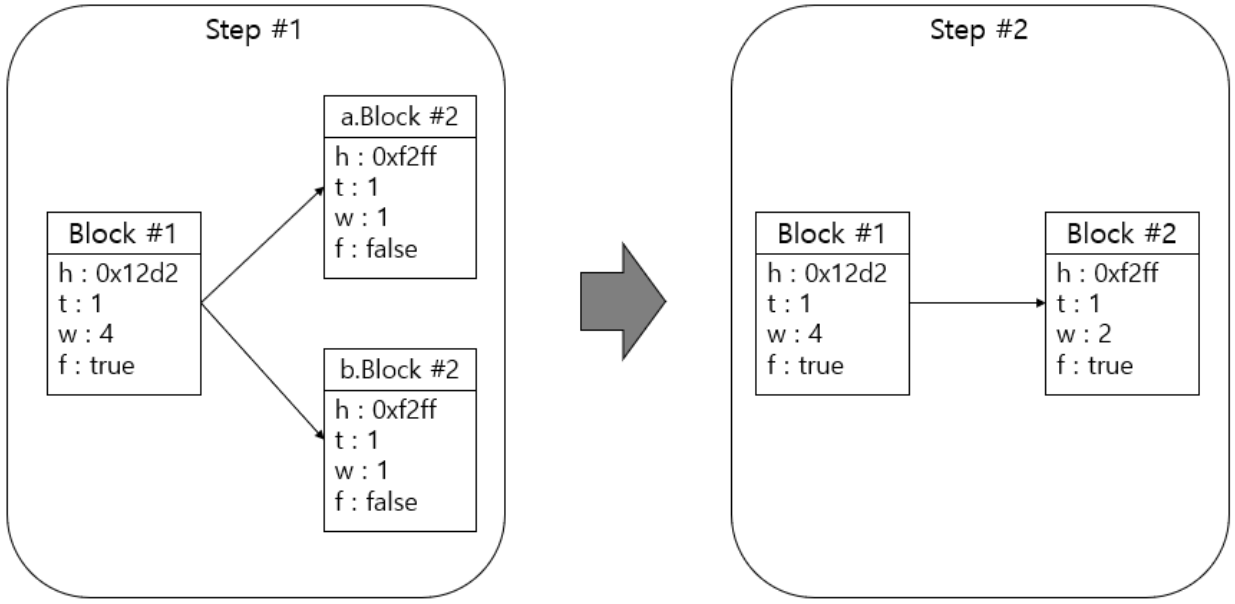 Step #1
a.Block #2
h : 0xf2ff
t : 1
w : 1
f : false
Block #1
h : 0x12d2
t : 1
w : 4
f : true
b.Block #2
h : 0xf2ff
t : 1
w : 1
f : false
Step #2
Block #1
h : 0x12d2
t : 1
w : 4
f : true
Block #2
h : 0xf2ff
t : 1
w : 2
f : true